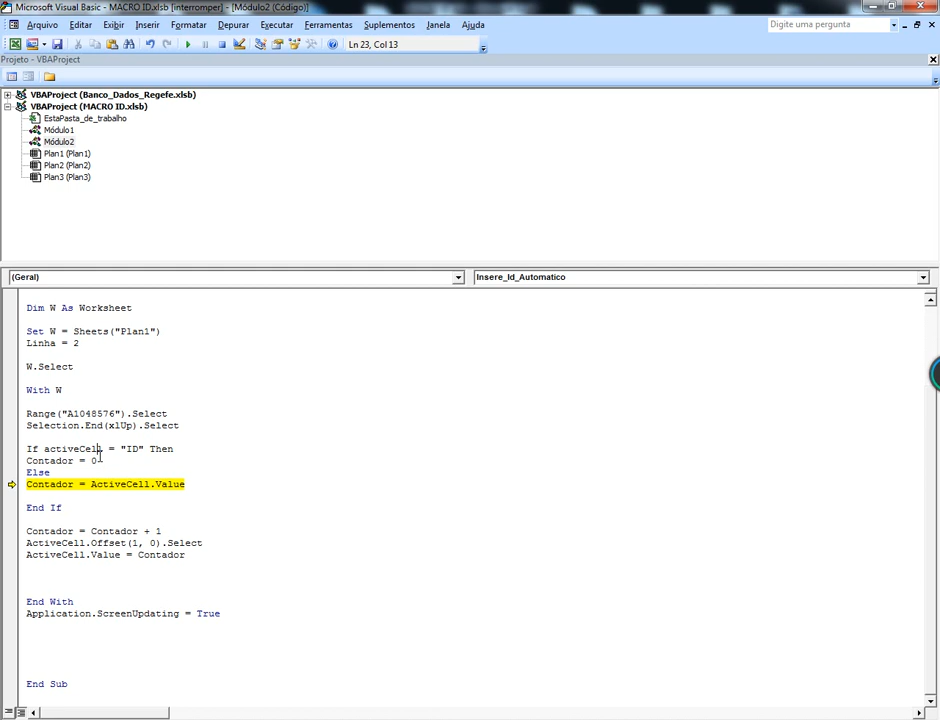 Microsoft Visual Basic - MACRO ID.xlsb [interromper] - [Módulo2 (Código)]
Arquivo Editar Exibir Inserir Formatar Depurar Executar Ferramentas Suplementos Janela Ajuda Digite uma pergunta
Ln 23, Col 13
Projeto - VBAProject
VBAProject (Banco_Dados_Regefe.xlsb)
VBAProject (MACRO ID.xlsb)
EstaPasta_de_trabalho
Módulo1
Módulo2
Plan1 (Plan1)
Plan2 (Plan2)
Plan3 (Plan3)
(Geral) Insere_Id_Automatico
Dim W As Worksheet
Set W = Sheets("Plan1")
Linha = 2
W.Select
With W
Range("A1048576").Select
Selection.End(xlUp).Select
If activeCell = "ID" Then
Contador = 0
Else
Contador = ActiveCell.Value
End If
Contador = Contador + 1
ActiveCell.Offset(1, 0).Select
ActiveCell.Value = Contador
End With
Application.ScreenUpdating = True
End Sub